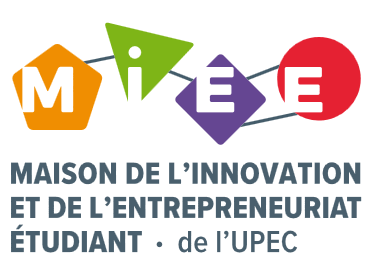 MiEE
MAISON DE L'INNOVATION
ET DE L'ENTREPRENEURIAT
ÉTUDIANT · de l'UPEC